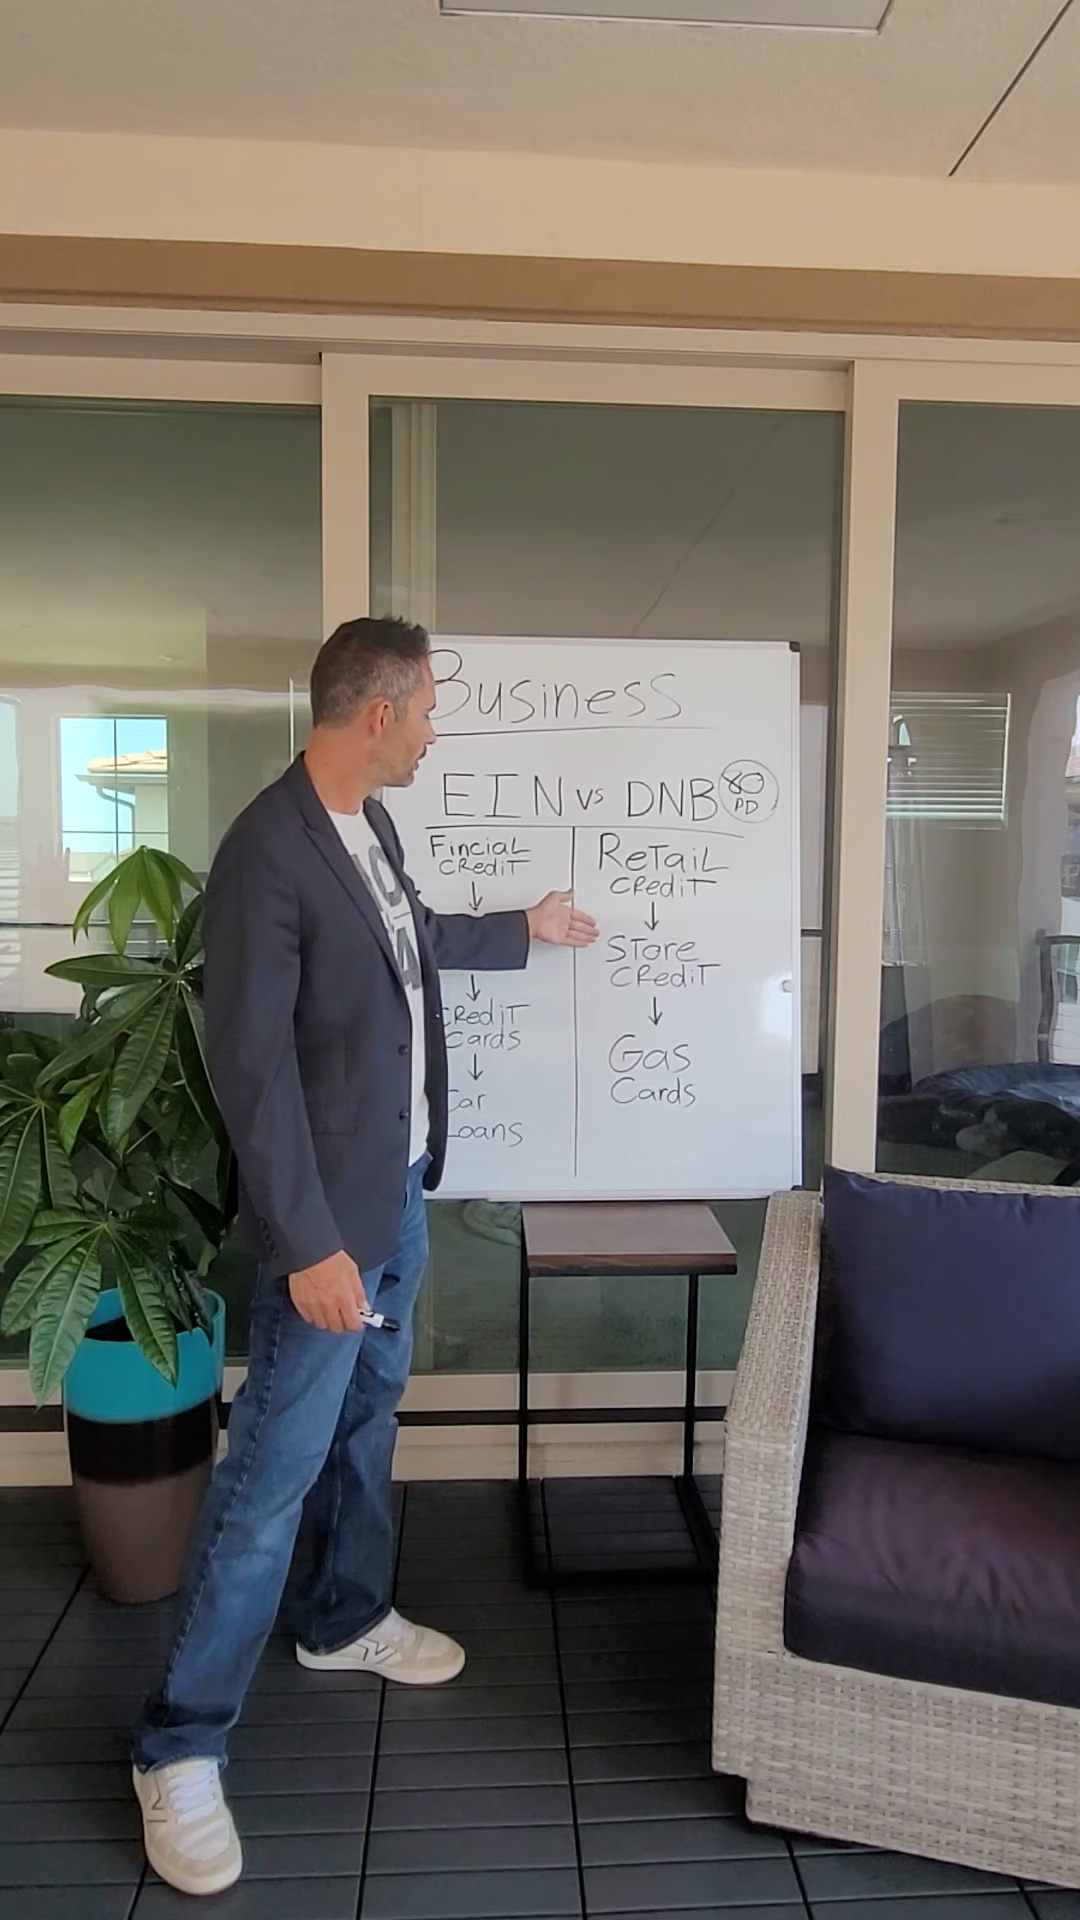 Business
EIN vs DNB 80
PD
Fincial
CRediT
CRediT
Cards
Car
Loans
ReTaiL
CRediT
STore
CRediT
Gas
Cards